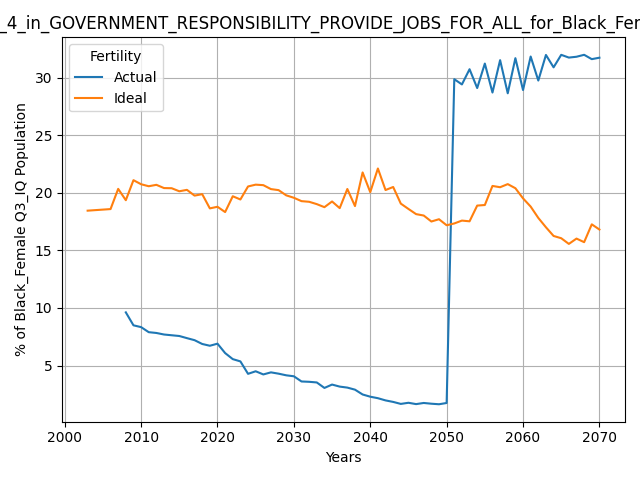 _4_in_GOVERNMENT_RESPONSIBILITY_PROVIDE_JOBS_FOR_ALL_for_Black_Fer
Fertility
Actual
Ideal
% of Black_Female Q3_IQ Population
30
25
20
15
10
5
2000 2010 2020 2030 2040 2050 2060 2070
Years